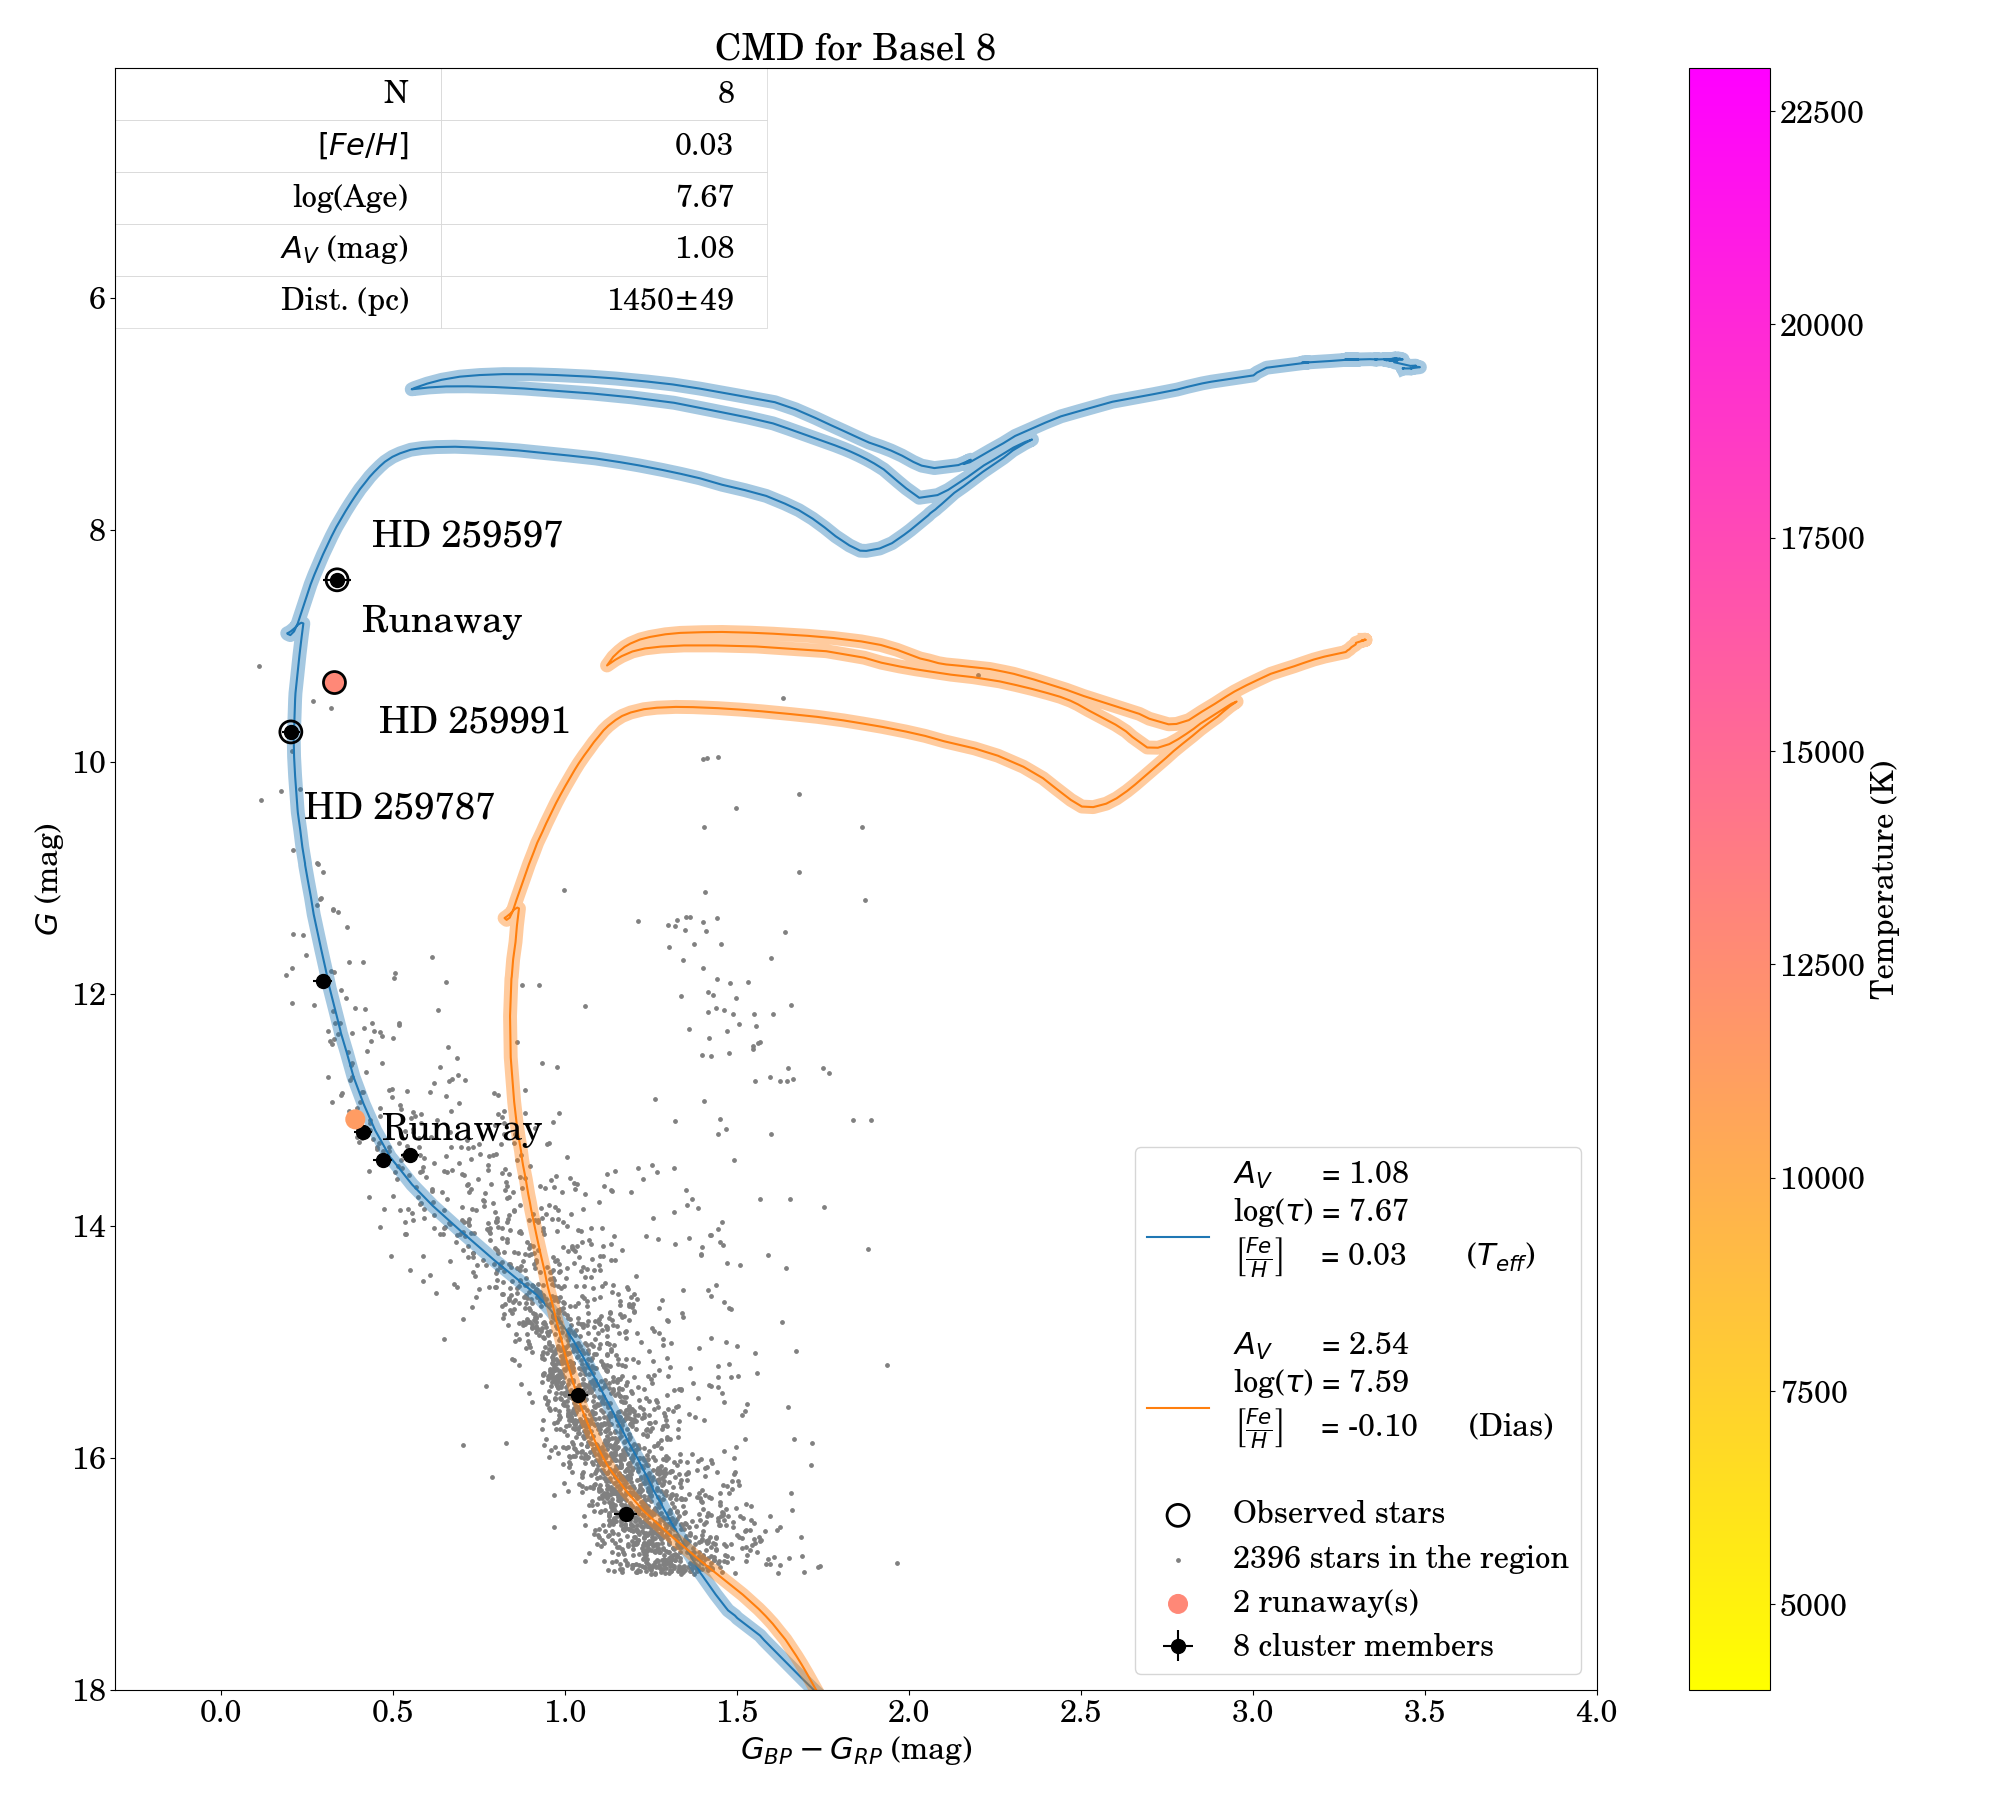 CMD for Basel 8
N 8
[Fe/H] 0.03
log(Age) 7.67
A_V (mag) 1.08
Dist. (pc) 1450±49
HD 259597
Runaway
HD 259991
HD 259787
Runaway
A_V = 1.08
log(τ) = 7.67
[Fe/H] = 0.03 (T_eff)
A_V = 2.54
log(τ) = 7.59
[Fe/H] = -0.10 (Dias)
Observed stars
2396 stars in the region
2 runaway(s)
8 cluster members
6
8
10
12
14
16
18
G (mag)
0.0 0.5 1.0 1.5 2.0 2.5 3.0 3.5 4.0
G_BP − G_RP (mag)
22500
20000
17500
15000
12500
10000
7500
5000
Temperature (K)